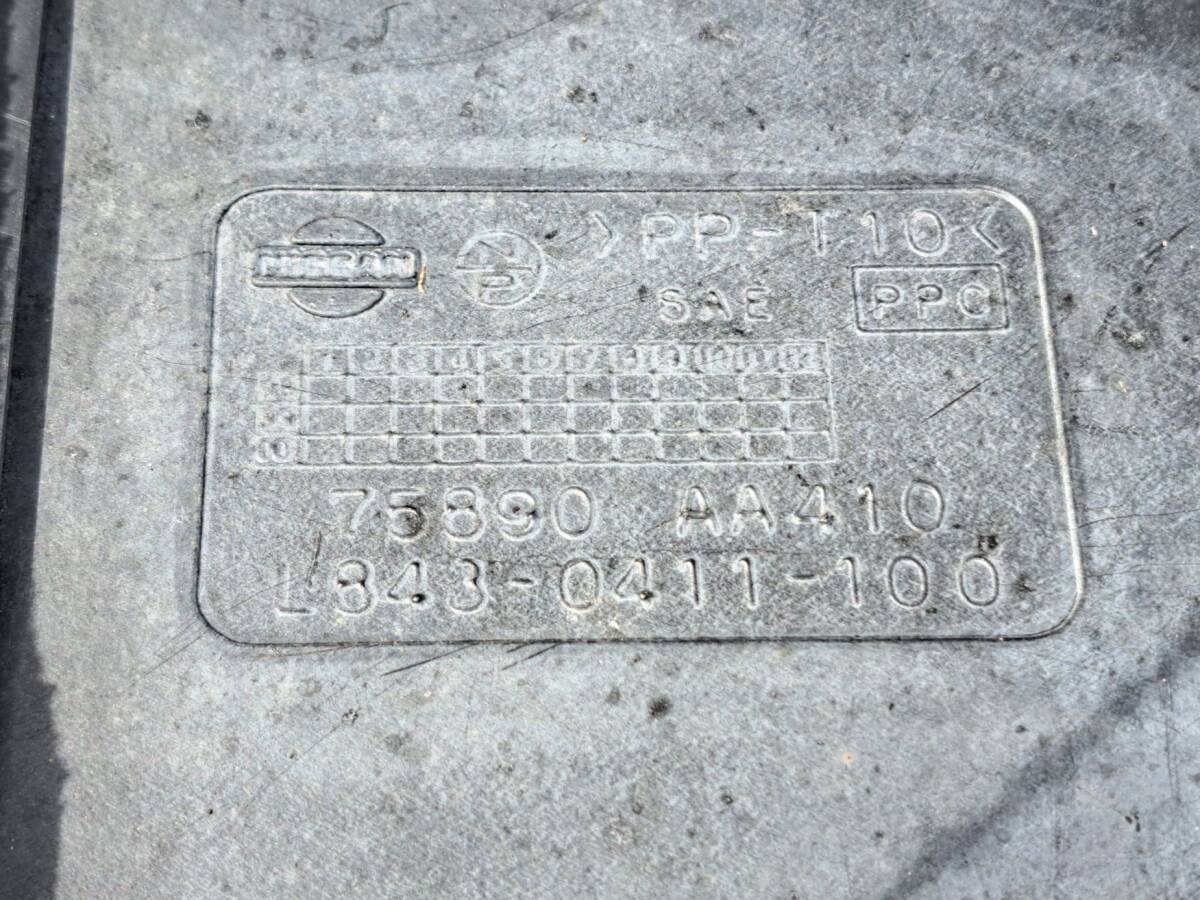 NISSAN
NP
>PP-T10<
SAE PPC
1 2 3 4 5 6 7 8 9 10 11 12
75890 AA410
L843-0411-100